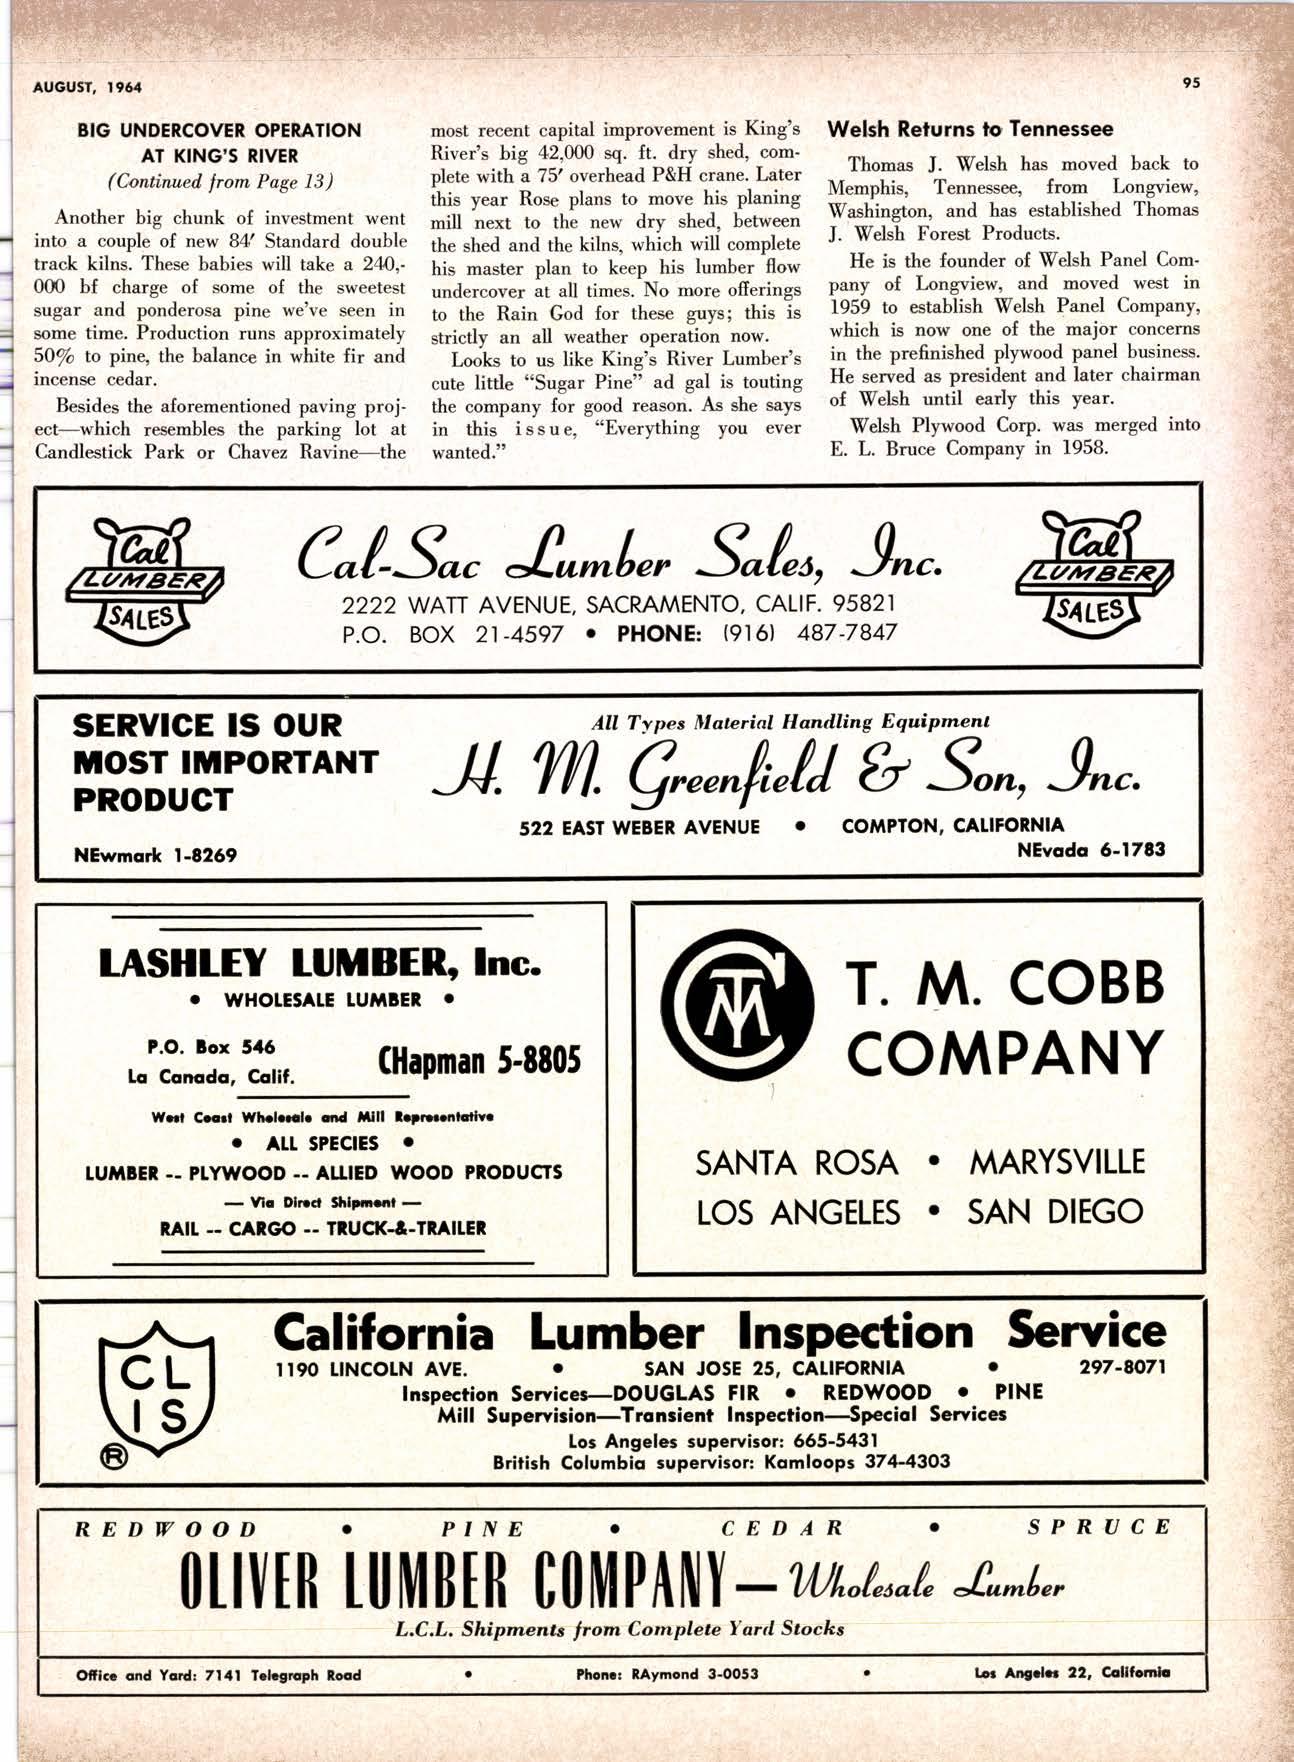 AUGUST, 1964
95
BIG UNDERCOVER OPERATION
AT KING'S RIVER
(Continued from Page 13)
Another big chunk of investment went
into a couple of new 84' Standard double
track kilns. These babies will take a 240,-
000 bf charge of some of the sweetest
sugar and ponderosa pine we've seen in
some time. Production runs approximately
50% to pine, the balance in white fir and
incense cedar.
Besides the aforementioned paving proj-
ect—which resembles the parking lot at
Candlestick Park or Chavez Ravine—the
most recent capital improvement is King's
River's big 42,000 sq. ft. dry shed, com-
plete with a 75' overhead P&H crane. Later
this year Rose plans to move his planing
mill next to the new dry shed, between
the shed and the kilns, which will complete
his master plan to keep his lumber flow
undercover at all times. No more offerings
to the Rain God for these guys; this is
strictly an all weather operation now.
Looks to us like King's River Lumber's
cute little "Sugar Pine" ad gal is touting
the company for good reason. As she says
in this issue, "Everything you ever
wanted."
Welsh Returns to Tennessee
Thomas J. Welsh has moved back to
Memphis, Tennessee, from Longview,
Washington, and has established Thomas
J. Welsh Forest Products.
He is the founder of Welsh Panel Com-
pany of Longview, and moved west in
1959 to establish Welsh Panel Company,
which is now one of the major concerns
in the prefinished plywood panel business.
He served as president and later chairman
of Welsh until early this year.
Welsh Plywood Corp. was merged into
E. L. Bruce Company in 1958.
Cal
LUMBER
SALES
Cal-Sac Lumber Sales, Inc.
2222 WATT AVENUE, SACRAMENTO, CALIF. 95821
P.O. BOX 21-4597 • PHONE: (916) 487-7847
Cal
LUMBER
SALES
SERVICE IS OUR
MOST IMPORTANT
PRODUCT
NEwmark 1-8269
All Types Material Handling Equipment
H. M. Greenfield & Son, Inc.
522 EAST WEBER AVENUE • COMPTON, CALIFORNIA
NEvada 6-1783
LASHLEY LUMBER, Inc.
• WHOLESALE LUMBER •
P.O. Box 546
La Canada, Calif.
CHapman 5-8805
West Coast Wholesale and Mill Representative
• ALL SPECIES •
LUMBER -- PLYWOOD -- ALLIED WOOD PRODUCTS
— Via Direct Shipment —
RAIL -- CARGO -- TRUCK-&-TRAILER
CTM
T. M. COBB
COMPANY
SANTA ROSA • MARYSVILLE
LOS ANGELES • SAN DIEGO
CL
IS
®
California Lumber Inspection Service
1190 LINCOLN AVE. • SAN JOSE 25, CALIFORNIA • 297-8071
Inspection Services—DOUGLAS FIR • REDWOOD • PINE
Mill Supervision—Transient Inspection—Special Services
Los Angeles supervisor: 665-5431
British Columbia supervisor: Kamloops 374-4303
REDWOOD • PINE • CEDAR • SPRUCE
OLIVER LUMBER COMPANY — Wholesale Lumber
L.C.L. Shipments from Complete Yard Stocks
Office and Yard: 7141 Telegraph Road • Phone: RAymond 3-0053 • Los Angeles 22, California